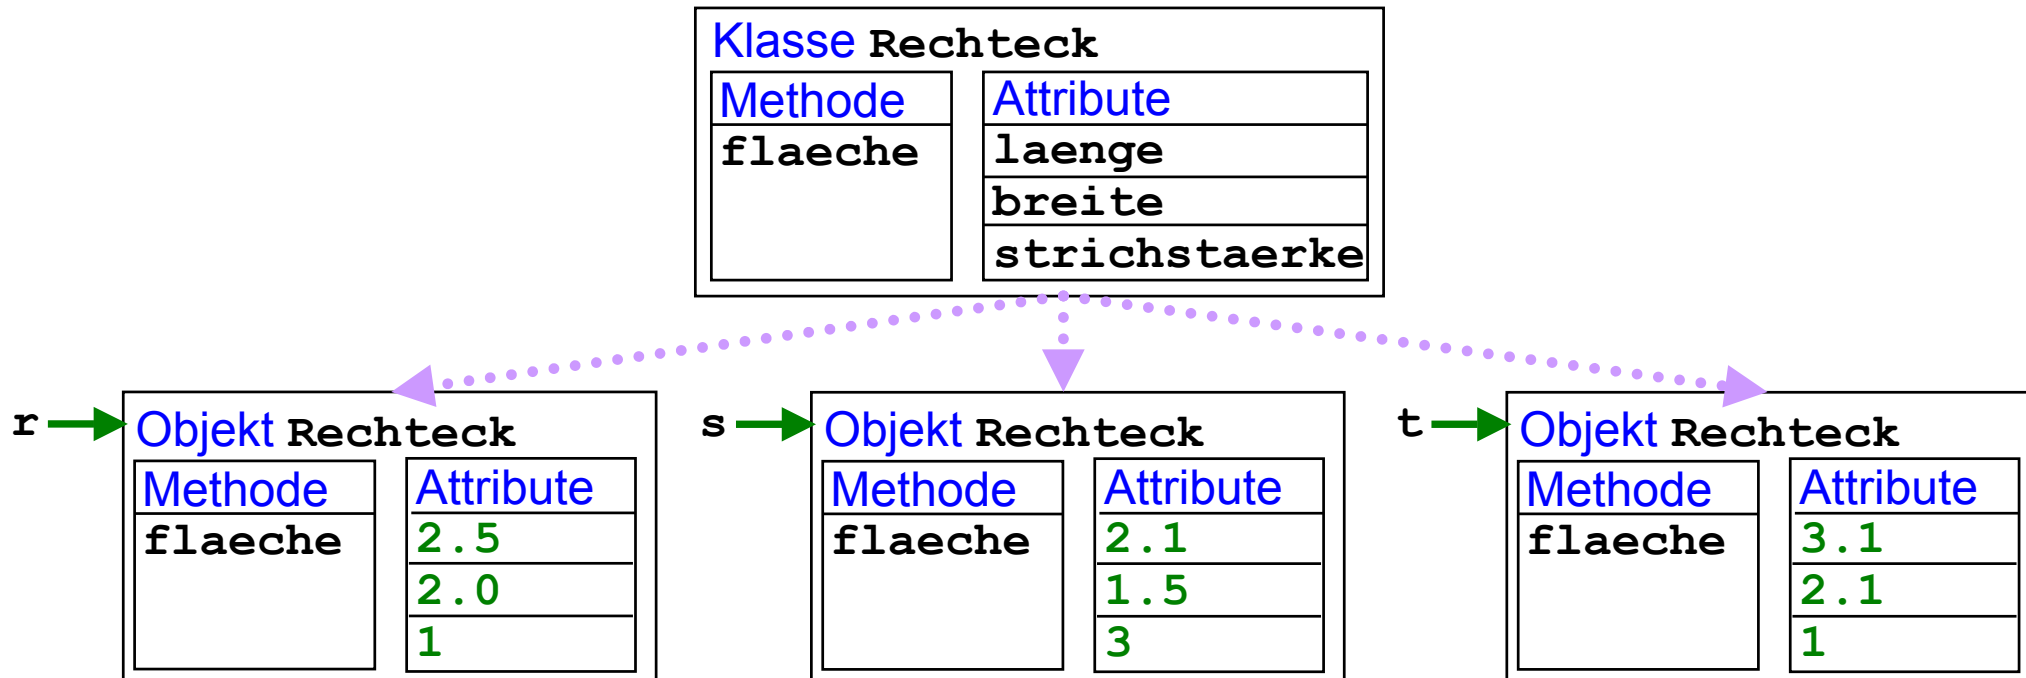 Klasse Rechteck
Methode
flaeche
Attribute
laenge
breite
strichstaerke
r
Objekt Rechteck
Methode
flaeche
Attribute
2.5
2.0
1
s
Objekt Rechteck
Methode
flaeche
Attribute
2.1
1.5
3
t
Objekt Rechteck
Methode
flaeche
Attribute
3.1
2.1
1